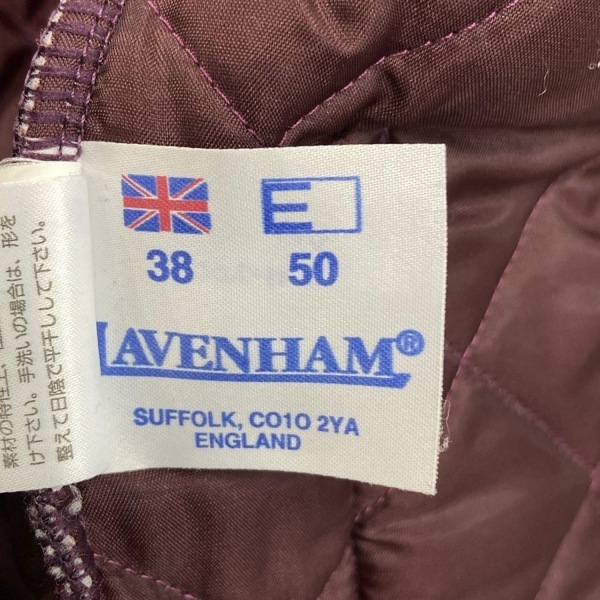 E
38 50
LAVENHAM®
SUFFOLK, CO10 2YA
ENGLAND
素材の特性上、
け下さい。手洗いの場合は、形を
整えて日陰で平干しして下さい。